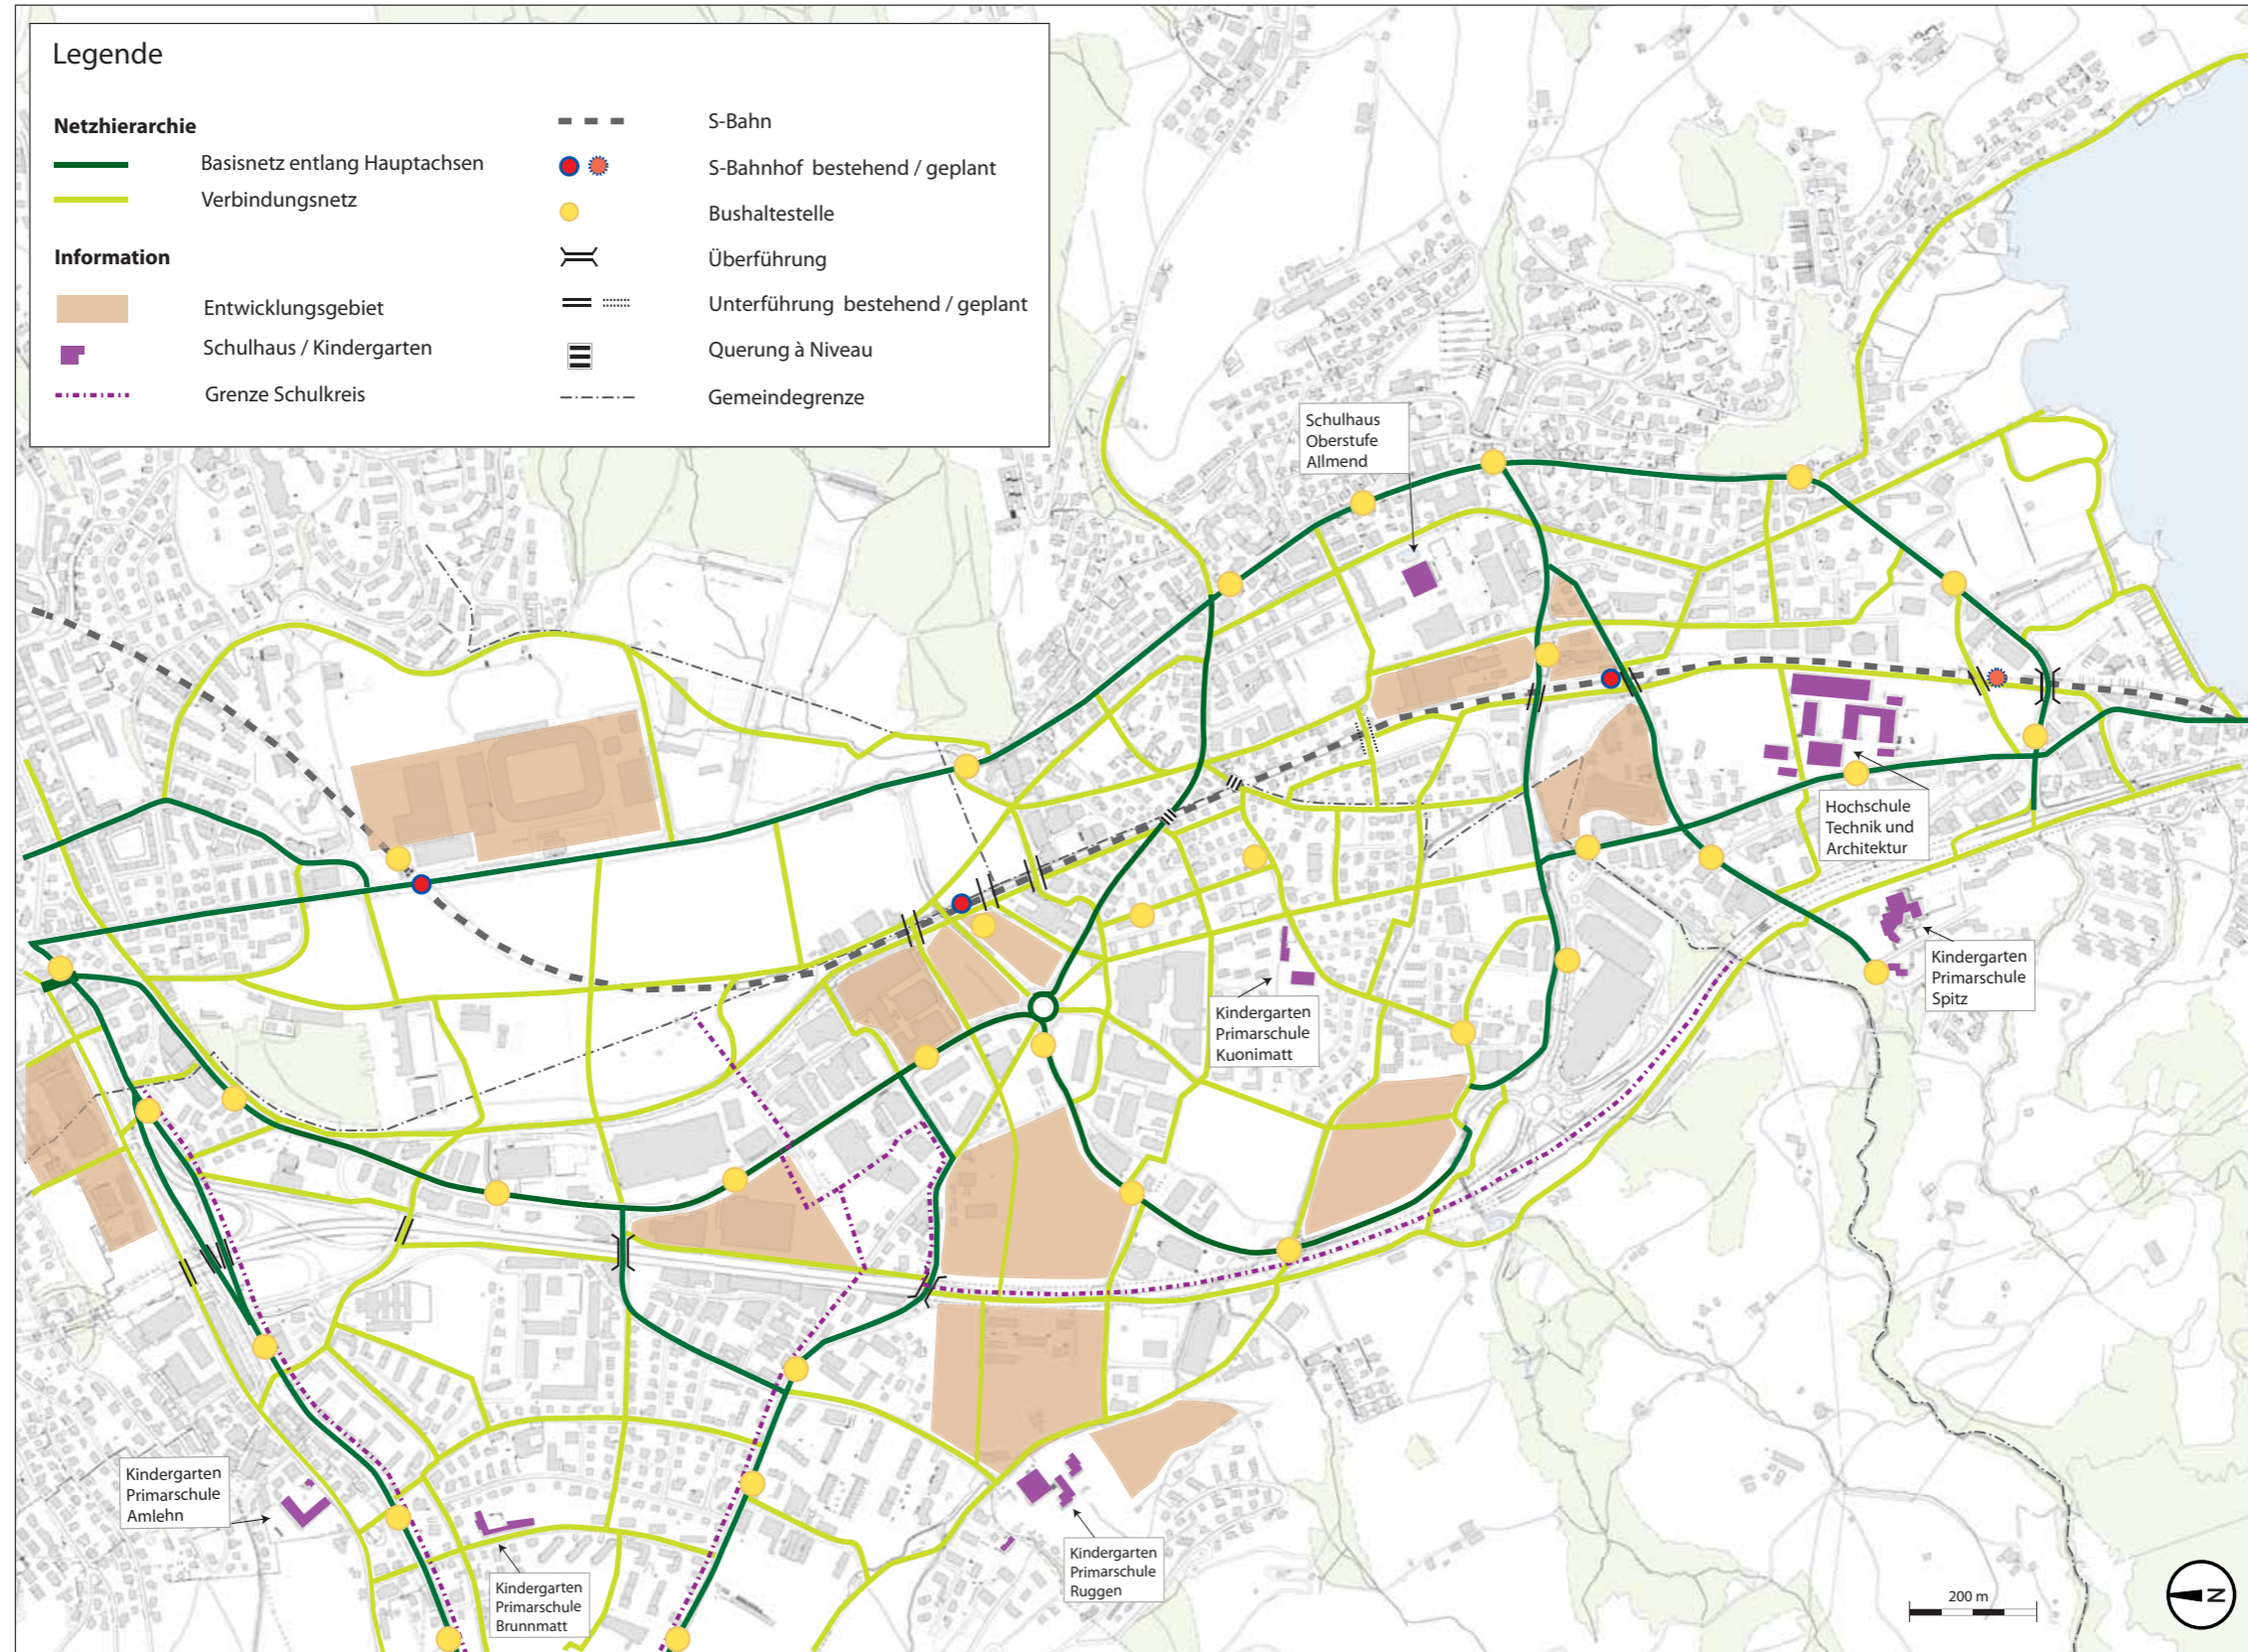 Legende
Netzhierarchie
Basisnetz entlang Hauptachsen
Verbindungsnetz
Information
Entwicklungsgebiet
Schulhaus / Kindergarten
Grenze Schulkreis
S-Bahn
S-Bahnhof bestehend / geplant
Bushaltestelle
Überführung
Unterführung bestehend / geplant
Querung à Niveau
Gemeindegrenze
Schulhaus
Oberstufe
Allmend
Hochschule
Technik und
Architektur
Kindergarten
Primarschule
Spitz
Kindergarten
Primarschule
Kuonimatt
Kindergarten
Primarschule
Amlehn
Kindergarten
Primarschule
Brunnmatt
Kindergarten
Primarschule
Ruggen
200 m
N